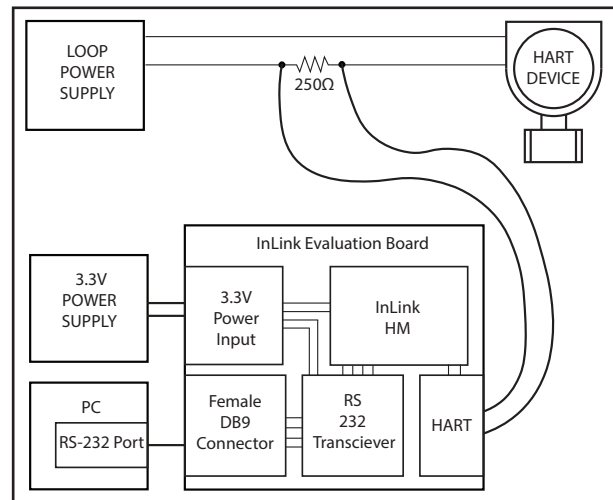 LOOP
POWER
SUPPLY
250Ω
HART
DEVICE
InLink Evaluation Board
3.3V
POWER
SUPPLY
3.3V
Power
Input
InLink
HM
PC
RS-232 Port
Female
DB9
Connector
RS
232
Transciever
HART